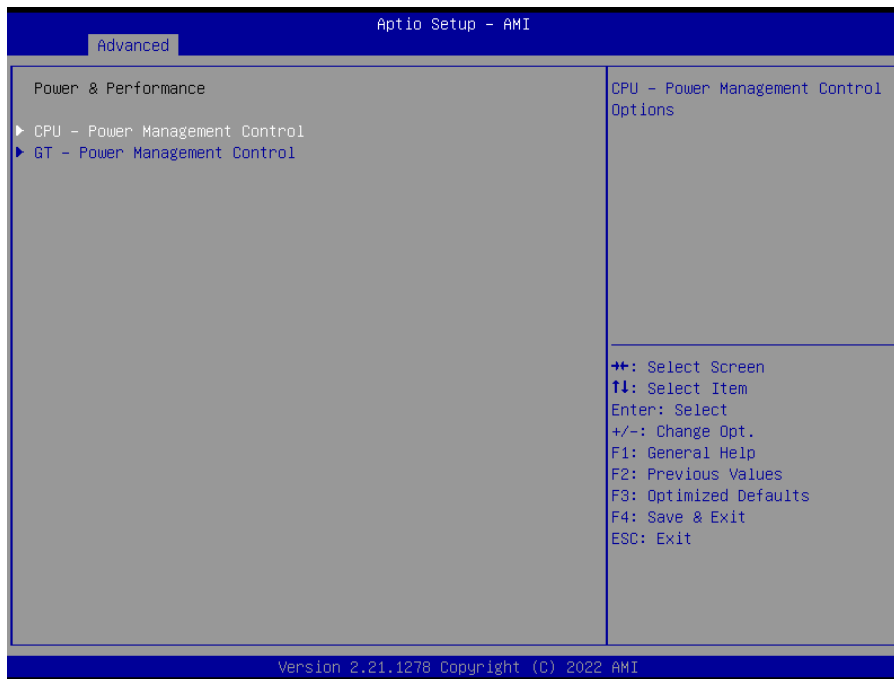 Aptio Setup – AMI
Advanced
Power & Performance
CPU – Power Management Control
GT – Power Management Control
CPU – Power Management Control
Options
→←: Select Screen
↑↓: Select Item
Enter: Select
+/-: Change Opt.
F1: General Help
F2: Previous Values
F3: Optimized Defaults
F4: Save & Exit
ESC: Exit
Version 2.21.1278 Copyright (C) 2022 AMI